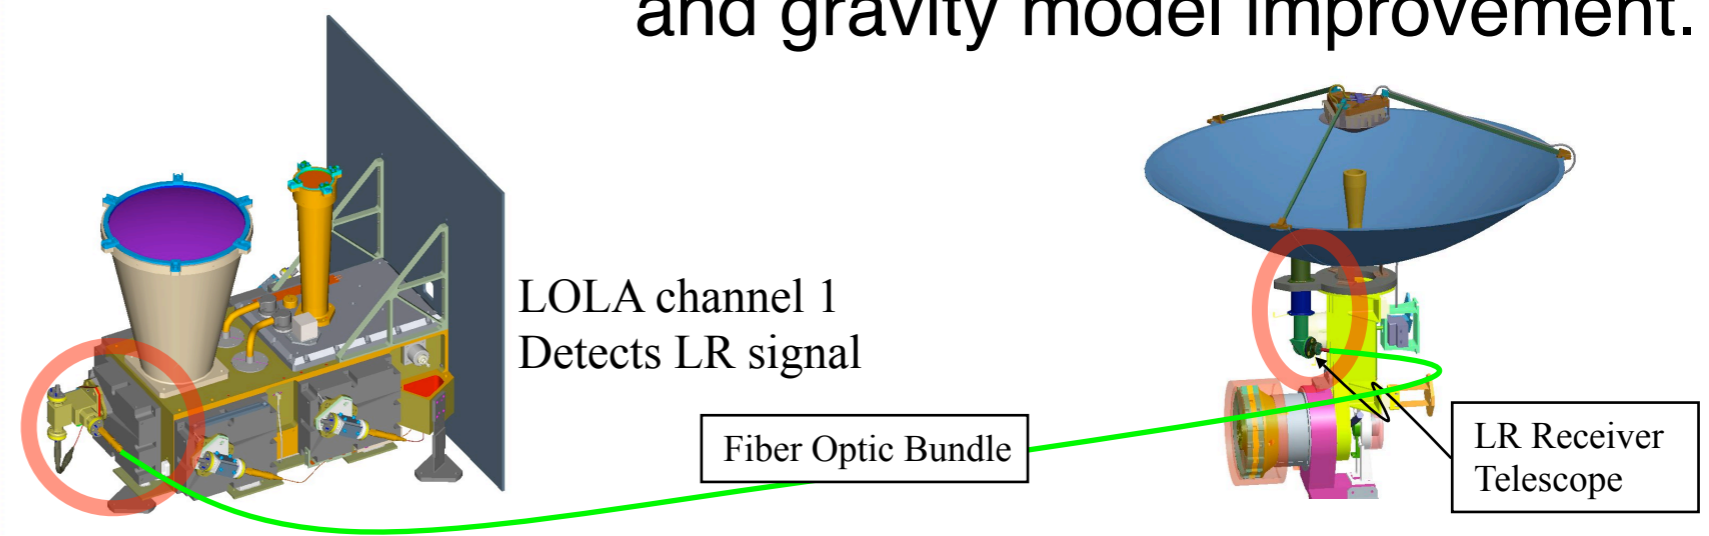 and gravity model improvement.
LOLA channel 1
Detects LR signal
Fiber Optic Bundle
LR Receiver
Telescope